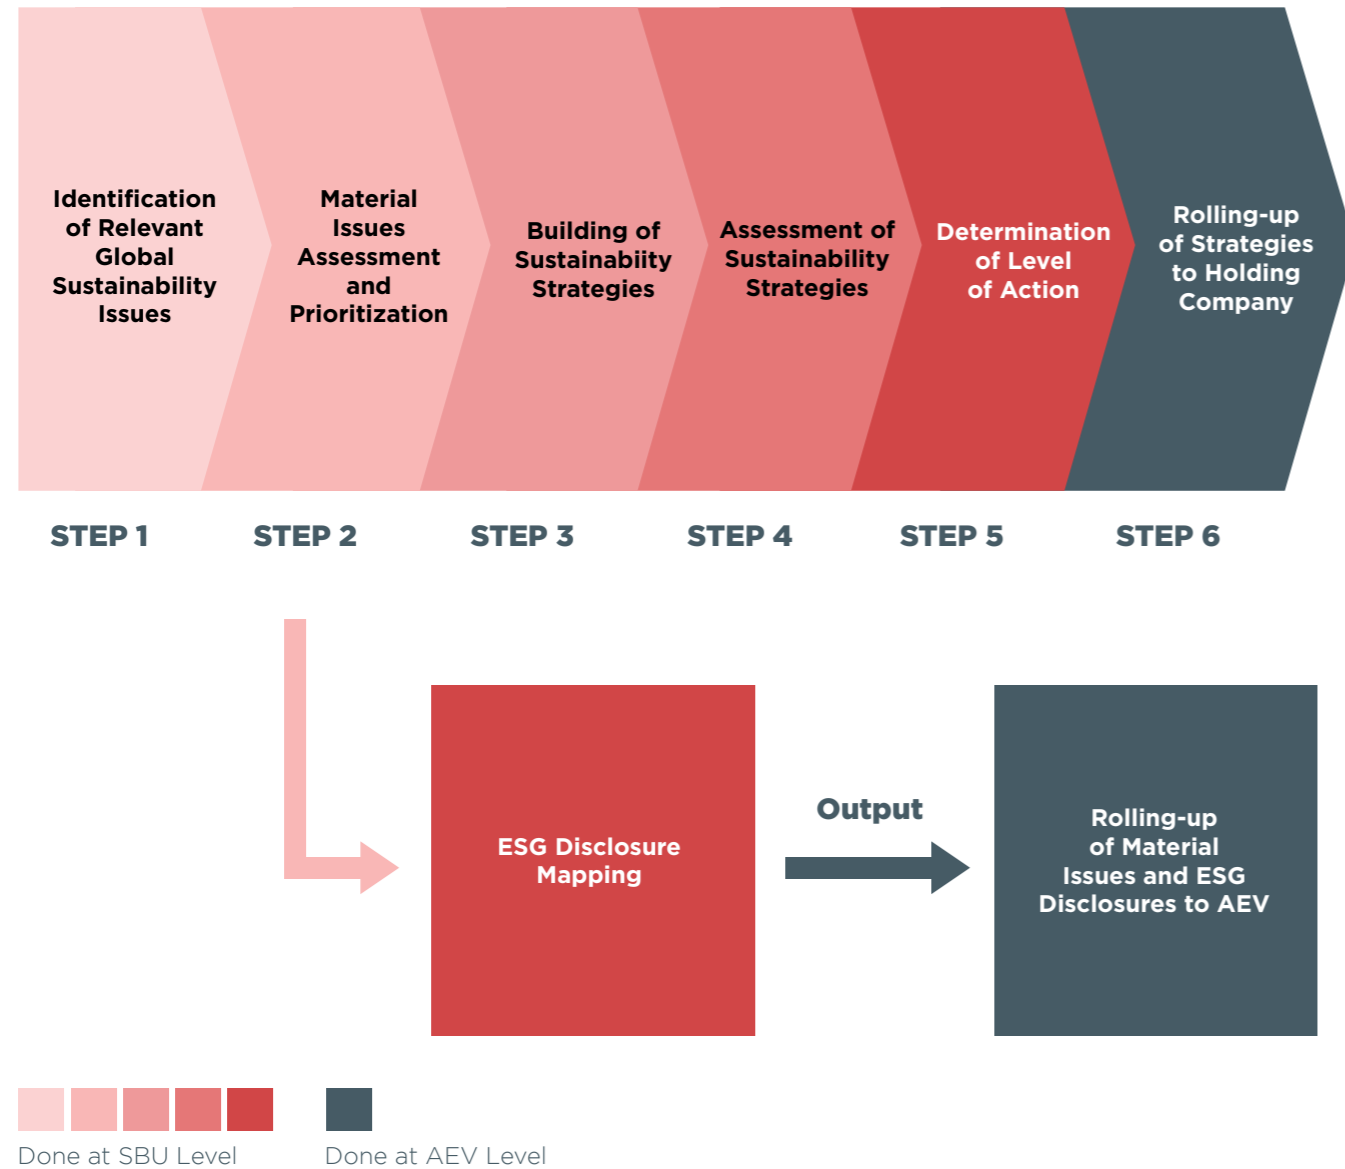 Identification
of Relevant
Global
Sustainability
Issues
Material
Issues
Assessment
and
Prioritization
Building of
Sustainabiity
Strategies
Assessment of
Sustainability
Strategies
Determination
of Level
of Action
Rolling-up
of Strategies
to Holding
Company
STEP 1
STEP 2
STEP 3
STEP 4
STEP 5
STEP 6
ESG Disclosure
Mapping
Output
Rolling-up
of Material
Issues and ESG
Disclosures to AEV
Done at SBU Level
Done at AEV Level